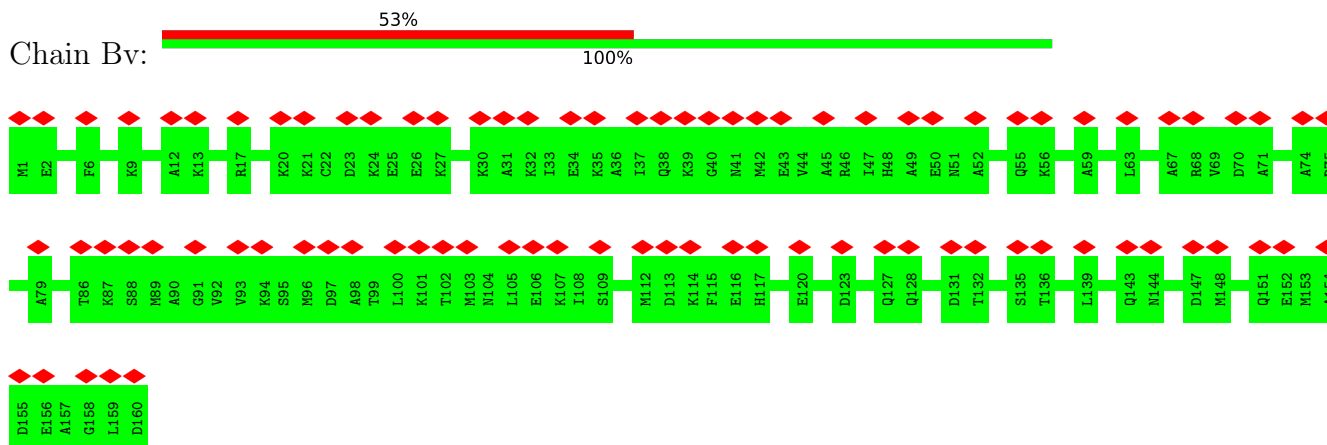 53%
Chain Bv:
100%
M1 E2 F6 K9 A12 K13 R17 K20 K21 C22 D23 K24 E25 E26 K27 K30 A31 K32 I33 E34 K35 A36 I37 Q38 K39 G40 N41 M42 E43 V44 A45 R46 I47 H48 A49 E50 N51 A52 Q55 K56 A59 L63 A67 R68 V69 D70 A71 A74
A79 T86 K87 S88 M89 A90 G91 V92 V93 K94 S95 M96 D97 A98 T99 L100 K101 T102 M103 N104 L105 E106 K107 I108 S109 M112 D113 K114 F115 E116 H117 E120 D123 Q127 Q128 D131 T132 S135 T136 L139 Q143 N144 D147 M148 Q151 E152 M153
D155 E156 A157 G158 L159 D160